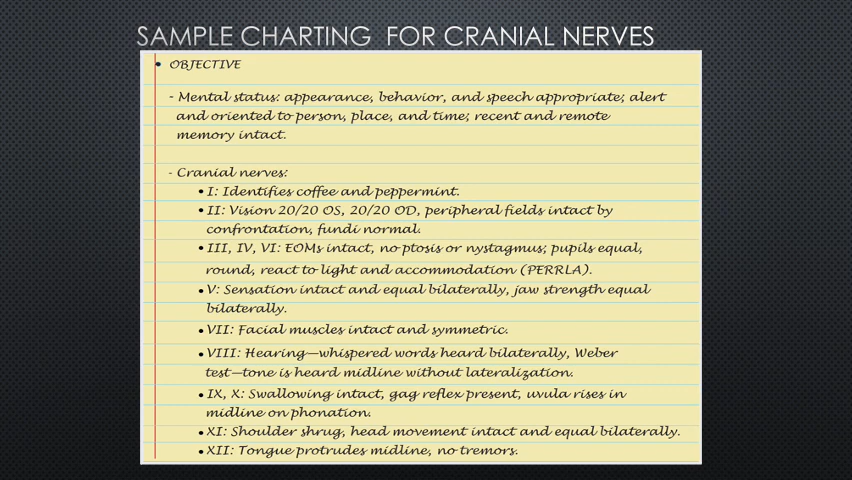 SAMPLE CHARTING FOR CRANIAL NERVES
• OBJECTIVE
- Mental status: appearance, behavior, and speech appropriate; alert
and oriented to person, place, and time; recent and remote
memory intact.
- Cranial nerves:
• I: Identifies coffee and peppermint.
• II: Vision 20/20 OS, 20/20 OD, peripheral fields intact by
confrontation, fundi normal.
• III, IV, VI: EOMs intact, no ptosis or nystagmus; pupils equal,
round, react to light and accommodation (PERRLA).
• V: Sensation intact and equal bilaterally, jaw strength equal
bilaterally.
• VII: Facial muscles intact and symmetric.
• VIII: Hearing—whispered words heard bilaterally, Weber
test—tone is heard midline without lateralization.
• IX, X: Swallowing intact, gag reflex present, uvula rises in
midline on phonation.
• XI: Shoulder shrug, head movement intact and equal bilaterally.
• XII: Tongue protrudes midline, no tremors.